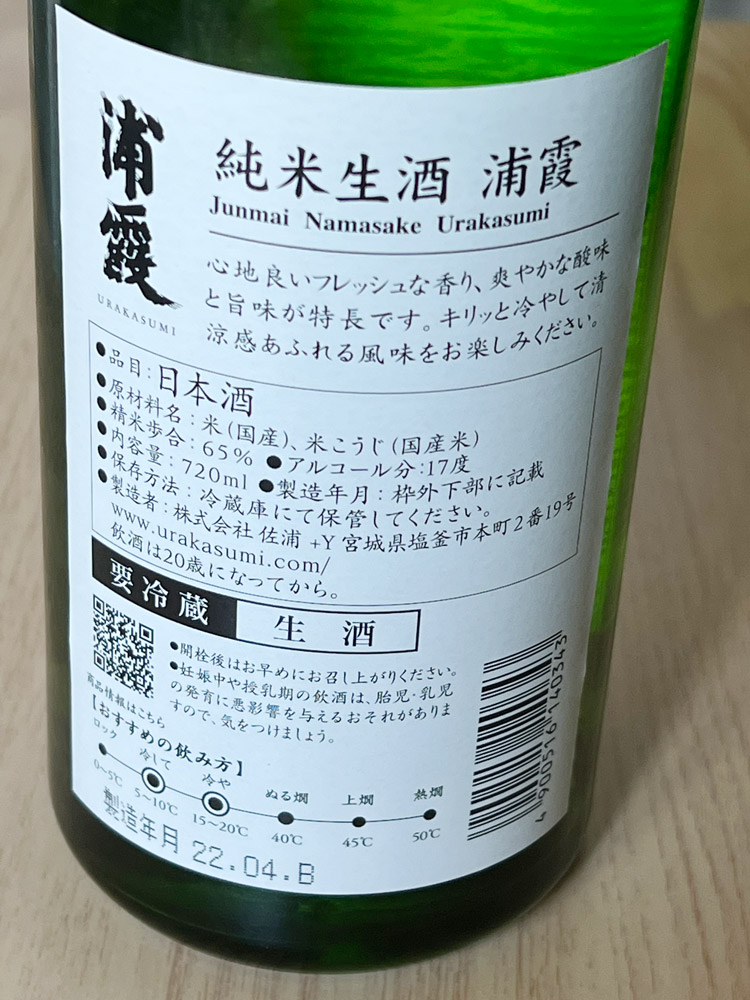 浦霞
URAKASUMI
純米生酒 浦霞
Junmai Namasake Urakasumi
心地良いフレッシュな香り、爽やかな酸味
と旨味が特長です。キリッと冷やして清
涼感あふれる風味をお楽しみください。
●品目:日本酒
●原材料名:米(国産)、米こうじ(国産米)
●精米歩合:65% ●アルコール分:17度
●内容量:720ml ●製造年月:枠外下部に記載
●保存方法:冷蔵庫にて保管してください。
●製造者:株式会社 佐浦 +Y 宮城県塩釜市本町2番19号
www.urakasumi.com/
飲酒は20歳になってから。
要冷蔵 生酒
●開栓後はお早めにお召し上がりください。
●妊娠中や授乳期の飲酒は、胎児・乳児
の発育に悪影響を与えるおそれがありま
すので、気をつけましょう。
商品情報はこちら
【おすすめの飲み方】
ロック 冷して 冷や ぬる燗 上燗 熱燗
0~5℃ 5~10℃ 15~20℃ 40℃ 45℃ 50℃
製造年月 22.04.B
4900516140343